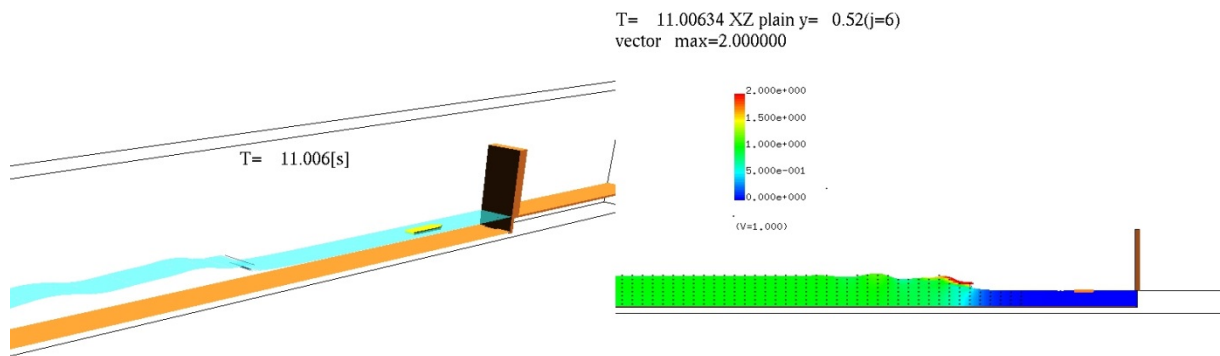 T= 11.006[s]
T= 11.00634 XZ plain y= 0.52(j=6)
vector max=2.000000
2.000e+000
1.500e+000
1.000e+000
5.000e-001
0.000e+000
(V=1.000)